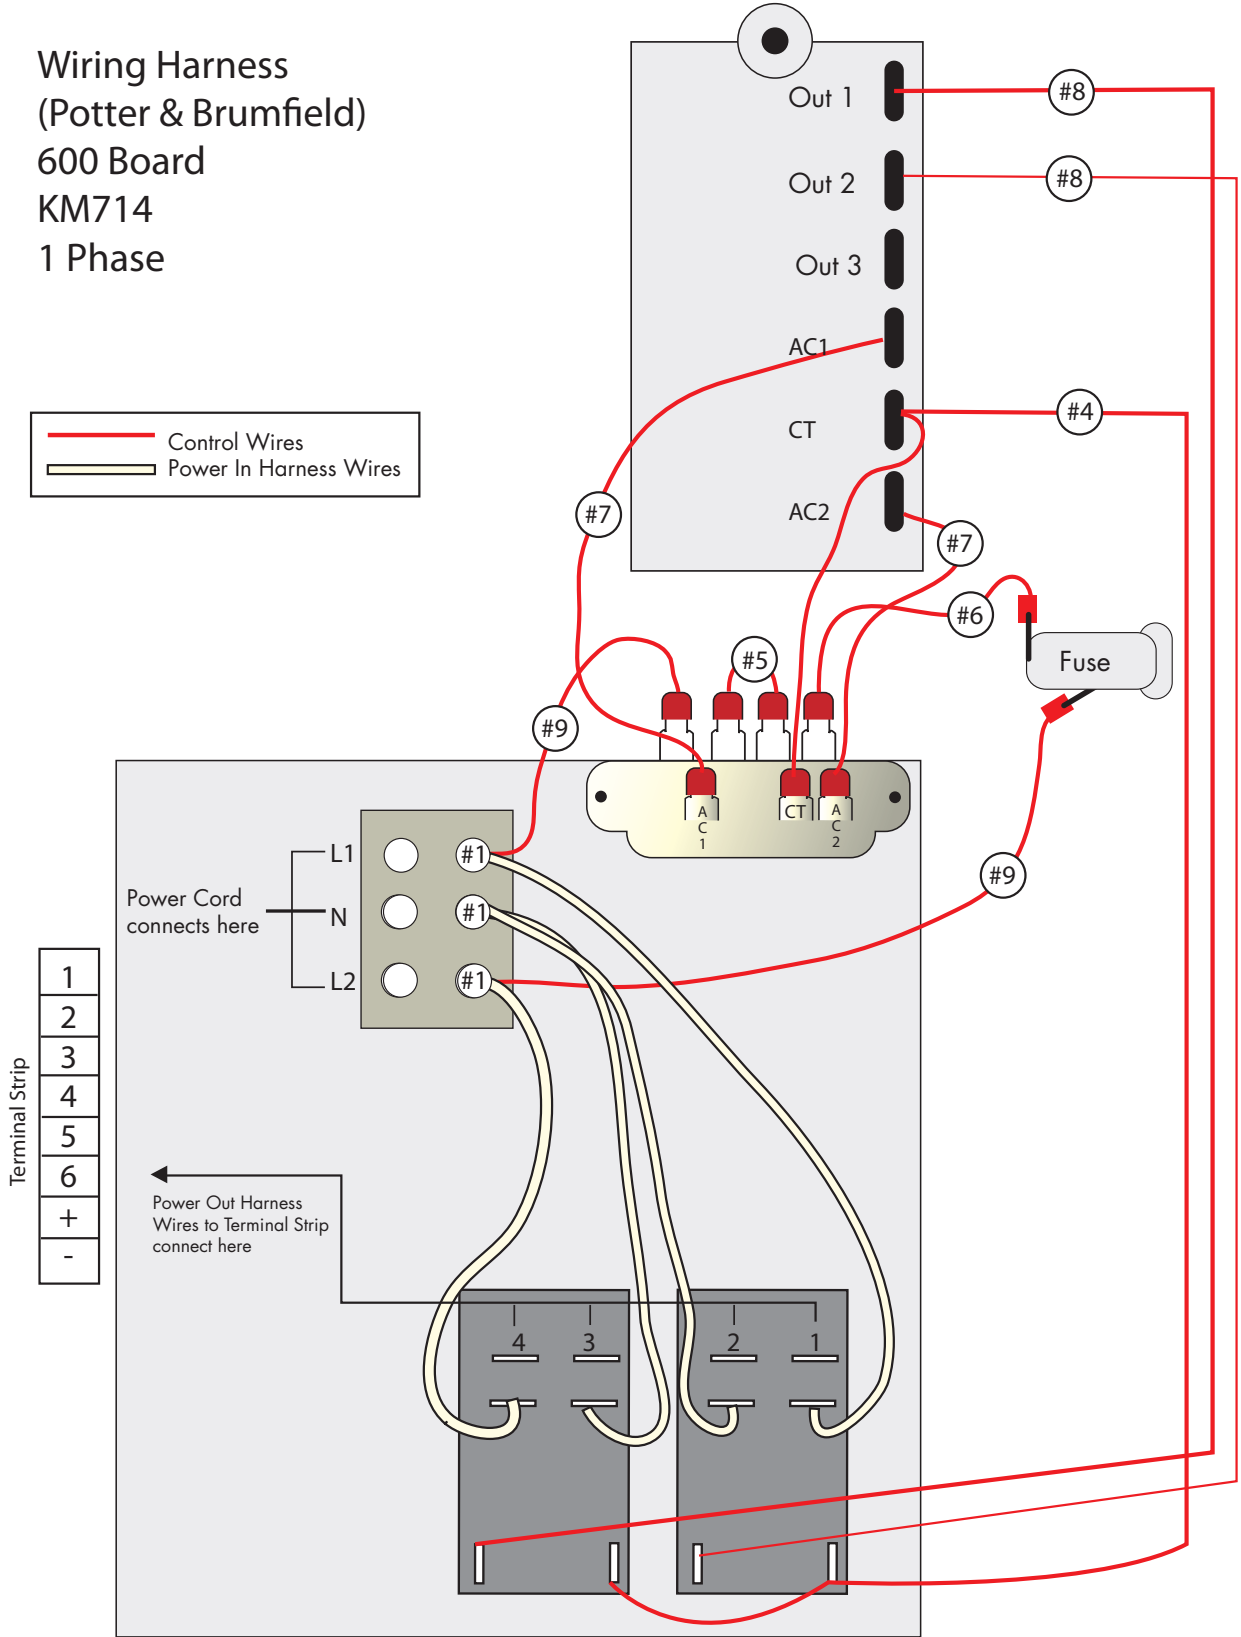 Wiring Harness
(Potter & Brumfield)
600 Board
KM714
1 Phase
Control Wires
Power In Harness Wires
Out 1
Out 2
Out 3
AC1
CT
AC2
#8
#8
#4
#7
#7
#6
#5
#9
Fuse
A
C
1
CT
A
C
2
#9
L1
#1
N
#1
L2
#1
Power Cord
connects here
Terminal Strip
1
2
3
4
5
6
+
-
Power Out Harness
Wires to Terminal Strip
connect here
4
3
2
1